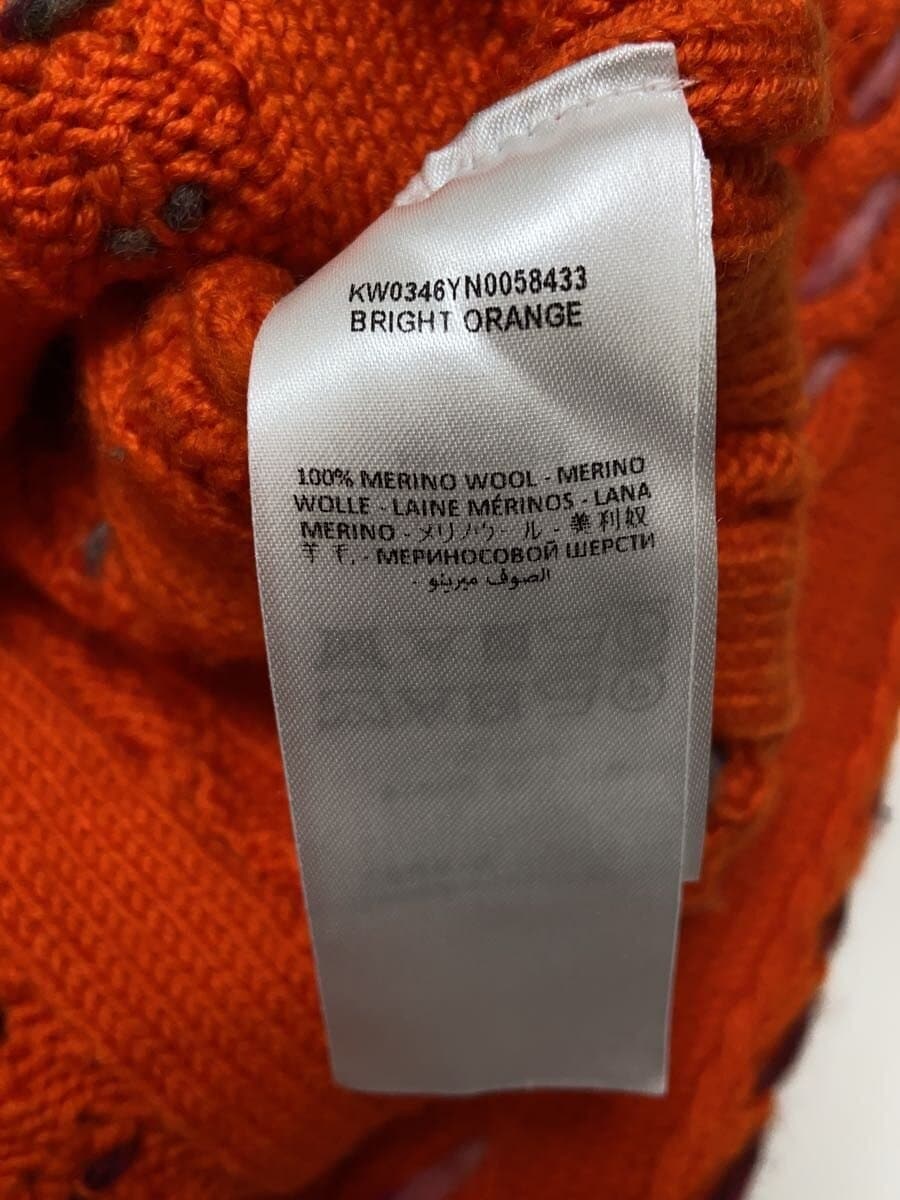 KW0346YN0058433
BRIGHT ORANGE
100% MERINO WOOL - MERINO
WOLLE - LAINE MÉRINOS - LANA
MERINO - メリノウール - 美利奴
羊毛 - МЕРИНОСОВОЙ ШЕРСТИ
- الصوف ميرينو